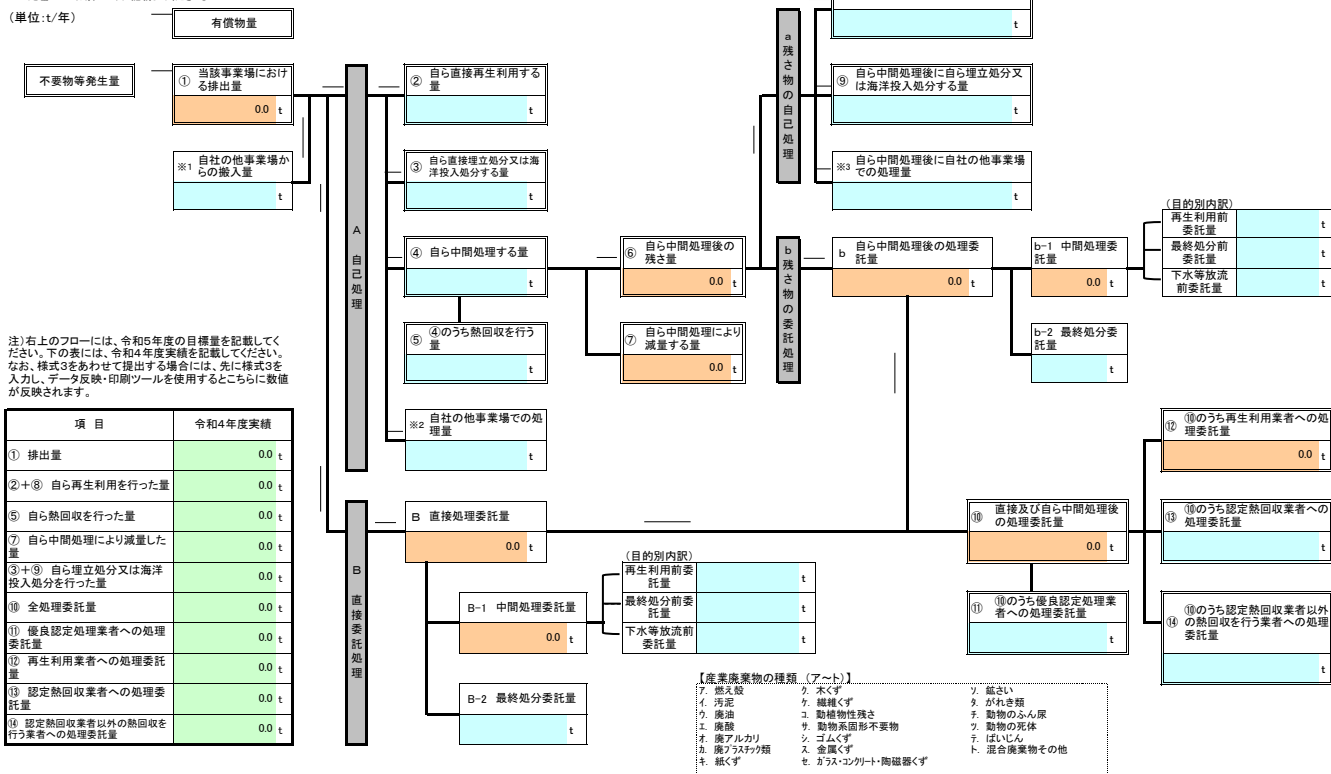 (単位:t/年)
有償物量
不要物等発生量
① 当該事業場におけ
る排出量
0.0 t
※1 自社の他事業場か
らの搬入量
t
A 自己処理
② 自ら直接再生利用する
量
t
③ 自ら直接埋立処分又は海
洋投入処分する量
t
④ 自ら中間処理する量
t
⑤ ④のうち熱回収を行う
量
t
※2 自社の他事業場での処
理量
t
⑥ 自ら中間処理後の
残さ量
0.0 t
⑦ 自ら中間処理により
減量する量
0.0 t
a 残さ物の自己処理
t
⑨ 自ら中間処理後に自ら埋立処分又
は海洋投入処分する量
t
※3 自ら中間処理後に自社の他事業場
での処理量
t
b 残さ物の委託処理
b 自ら中間処理後の処理委
託量
0.0 t
b-1 中間処理委
託量
0.0 t
(目的別内訳)
再生利用前
委託量
t
最終処分前
委託量
t
下水等放流
前委託量
t
b-2 最終処分委
託量
t
注)右上のフローには、令和5年度の目標量を記載してく
ださい。下の表には、令和4年度実績を記載してください。
なお、様式3をあわせて提出する場合には、先に様式3を
入力し、データ反映・印刷ツールを使用するとこちらに数値
が反映されます。
項 目 令和4年度実績
① 排出量 0.0 t
②+⑧ 自ら再生利用を行った量 0.0 t
⑤ 自ら熱回収を行った量 0.0 t
⑦ 自ら中間処理により減量した
量 0.0 t
③+⑨ 自ら埋立処分又は海洋
投入処分を行った量 0.0 t
⑩ 全処理委託量 0.0 t
⑪ 優良認定処理業者への処理
委託量 0.0 t
⑫ 再生利用業者への処理委託
量 0.0 t
⑬ 認定熱回収業者への処理委
託量 0.0 t
⑭ 認定熱回収業者以外の熱回収を
行う業者への処理委託量 0.0 t
B 直接委託処理
B 直接処理委託量
0.0 t
B-1 中間処理委託量
0.0 t
(目的別内訳)
再生利用前委
託量
t
最終処分前委
託量
t
下水等放流前
委託量
t
B-2 最終処分委託量
t
⑩ 直接及び自ら中間処理後
の処理委託量
0.0 t
⑪ ⑩のうち優良認定処理業
者への処理委託量
t
⑫ ⑩のうち再生利用業者への処
理委託量
0.0 t
⑬ ⑩のうち認定熱回収業者への
処理委託量
t
⑭ ⑩のうち認定熱回収業者以外
の熱回収を行う業者への処理
委託量
t
【産業廃棄物の種類 (ア~ト)】
ア. 燃え殻 ク. 木くず ソ. 鉱さい
イ. 汚泥 ケ. 繊維くず タ. がれき類
ウ. 廃油 コ. 動植物性残さ チ. 動物のふん尿
エ. 廃酸 サ. 動物系固形不要物 ツ. 動物の死体
オ. 廃アルカリ シ. ゴムくず テ. ばいじん
カ. 廃プラスチック類 ス. 金属くず ト. 混合廃棄物その他
キ. 紙くず セ. ガラス・コンクリート・陶磁器くず